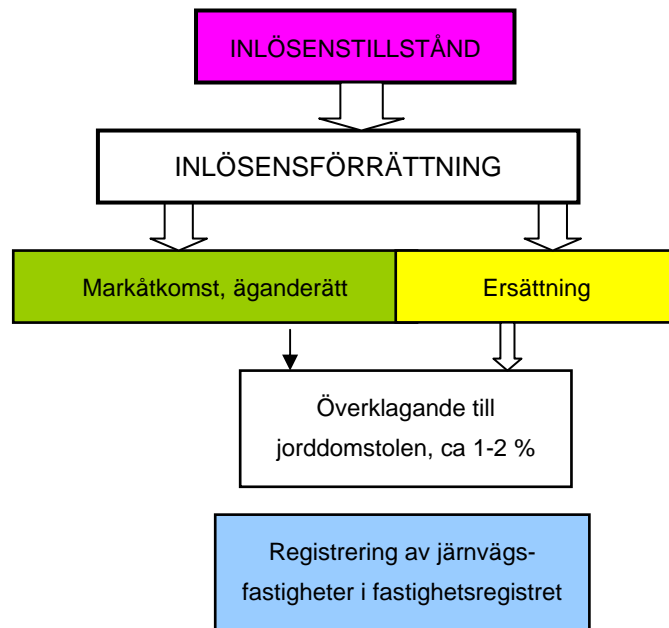 INLÖSENSTILLSTÅND
INLÖSENSFÖRRÄTTNING
Markåtkomst, äganderätt
Ersättning
Överklagande till
jorddomstolen, ca 1-2 %
Registrering av järnvägs-
fastigheter i fastighetsregistret